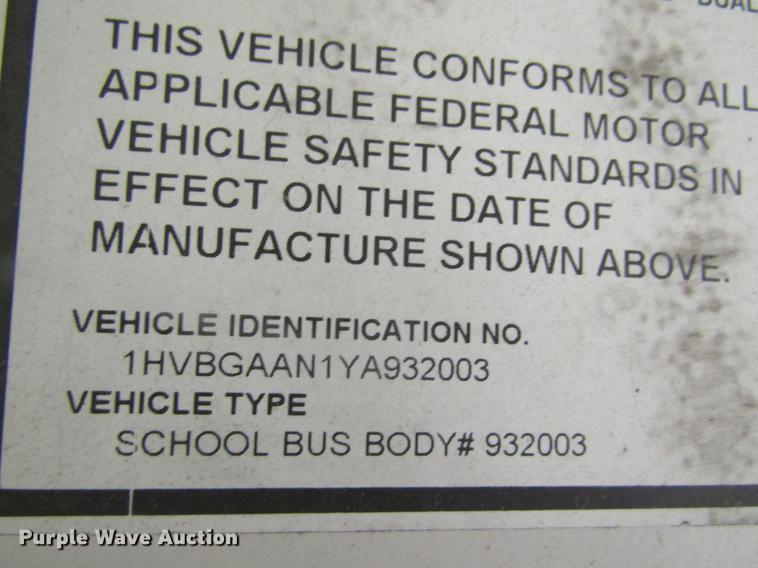 DUAL
THIS VEHICLE CONFORMS TO ALL
APPLICABLE FEDERAL MOTOR
VEHICLE SAFETY STANDARDS IN
EFFECT ON THE DATE OF
MANUFACTURE SHOWN ABOVE.
VEHICLE IDENTIFICATION NO.
1HVBGAAN1YA932003
VEHICLE TYPE
SCHOOL BUS BODY# 932003
Purple Wave Auction